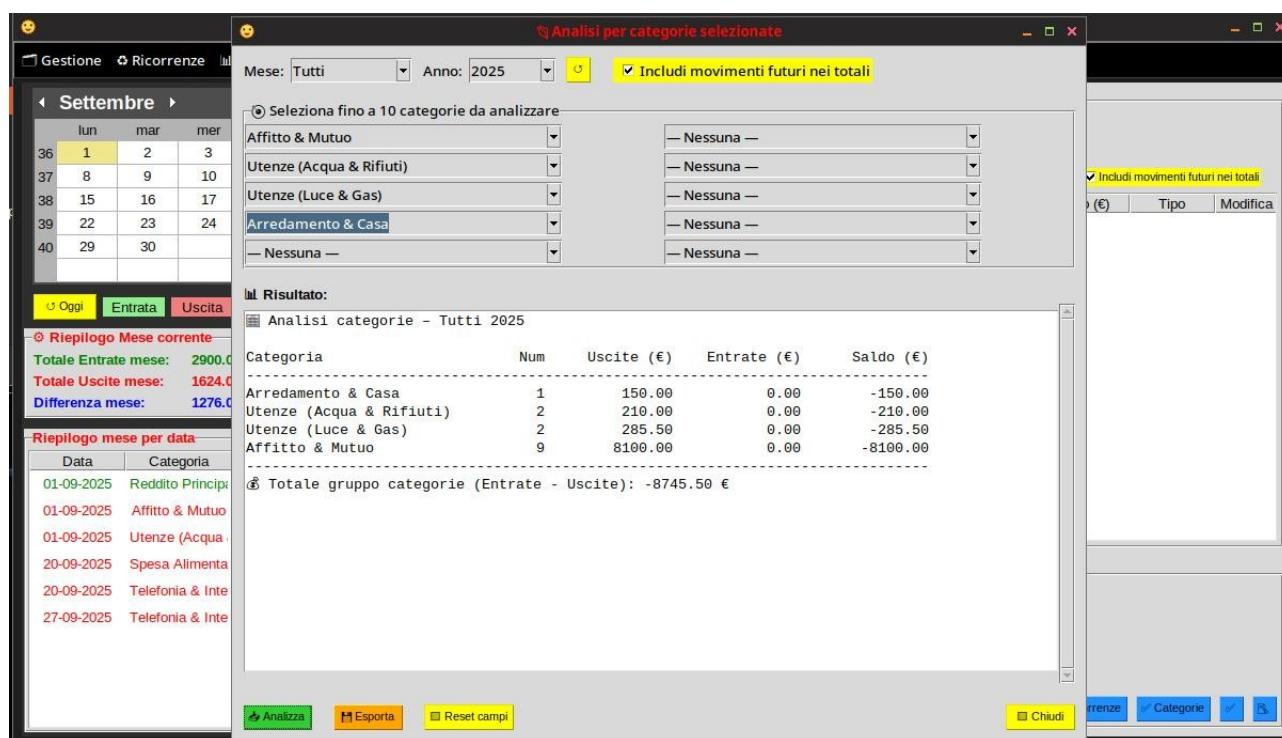 Analisi per categorie selezionate
Gestione Ricorrenze
Mese: Tutti Anno: 2025 Includi movimenti futuri nei totali
Settembre
lun mar mer
36 1 2 3
37 8 9 10
38 15 16 17
39 22 23 24
40 29 30
Oggi Entrata Uscita
Riepilogo Mese corrente
Totale Entrate mese: 2900.0
Totale Uscite mese: 1624.0
Differenza mese: 1276.0
Riepilogo mese per data
Data Categoria
01-09-2025 Reddito Principa
01-09-2025 Affitto & Mutuo
01-09-2025 Utenze (Acqua
20-09-2025 Spesa Alimenta
20-09-2025 Telefonia & Inte
27-09-2025 Telefonia & Inte
Seleziona fino a 10 categorie da analizzare
Affitto & Mutuo — Nessuna —
Utenze (Acqua & Rifiuti) — Nessuna —
Utenze (Luce & Gas) — Nessuna —
Arredamento & Casa — Nessuna —
— Nessuna — — Nessuna —
Risultato:
Analisi categorie – Tutti 2025
Categoria Num Uscite (€) Entrate (€) Saldo (€)
Arredamento & Casa 1 150.00 0.00 -150.00
Utenze (Acqua & Rifiuti) 2 210.00 0.00 -210.00
Utenze (Luce & Gas) 2 285.50 0.00 -285.50
Affitto & Mutuo 9 8100.00 0.00 -8100.00
Totale gruppo categorie (Entrate - Uscite): -8745.50 €
Analizza Esporta Reset campi Chiudi
Includi movimenti futuri nei totali
(€) Tipo Modifica
rrenze Categorie